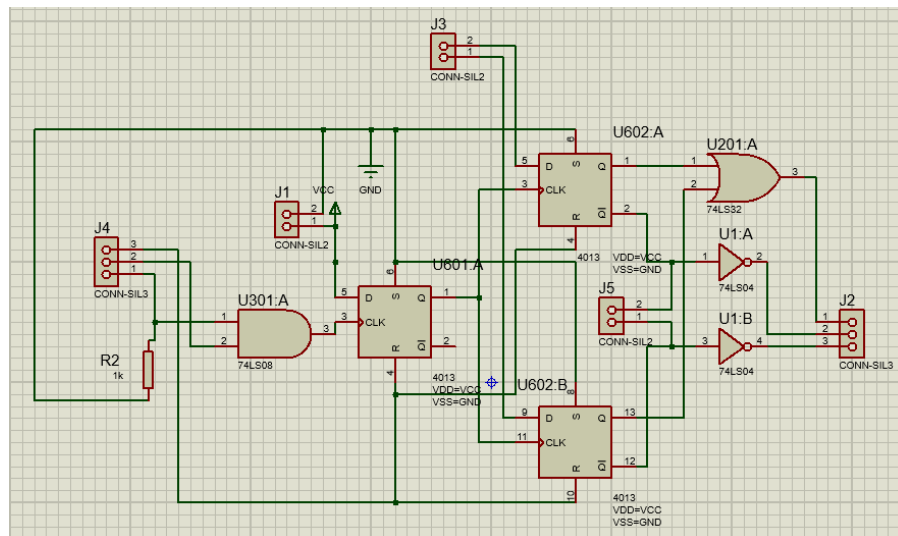 J3
2
1
CONN-SIL2
U602:A
6
5
D
S
Q
1
3
CLK
R
QI
2
4
4013
VDD=VCC
VSS=GND
U201:A
1
2
3
74LS32
VCC
GND
J1
2
1
CONN-SIL2
J4
3
2
1
CONN-SIL3
U301:A
1
2
3
74LS08
R2
1k
U601:A
6
5
D
S
Q
1
3
CLK
R
QI
2
4
4013
VDD=VCC
VSS=GND
J5
2
1
CONN-SIL2
U1:A
1
2
74LS04
U1:B
3
4
74LS04
J2
1
2
3
CONN-SIL3
U602:B
8
9
D
S
Q
13
11
CLK
R
QI
12
10
4013
VDD=VCC
VSS=GND